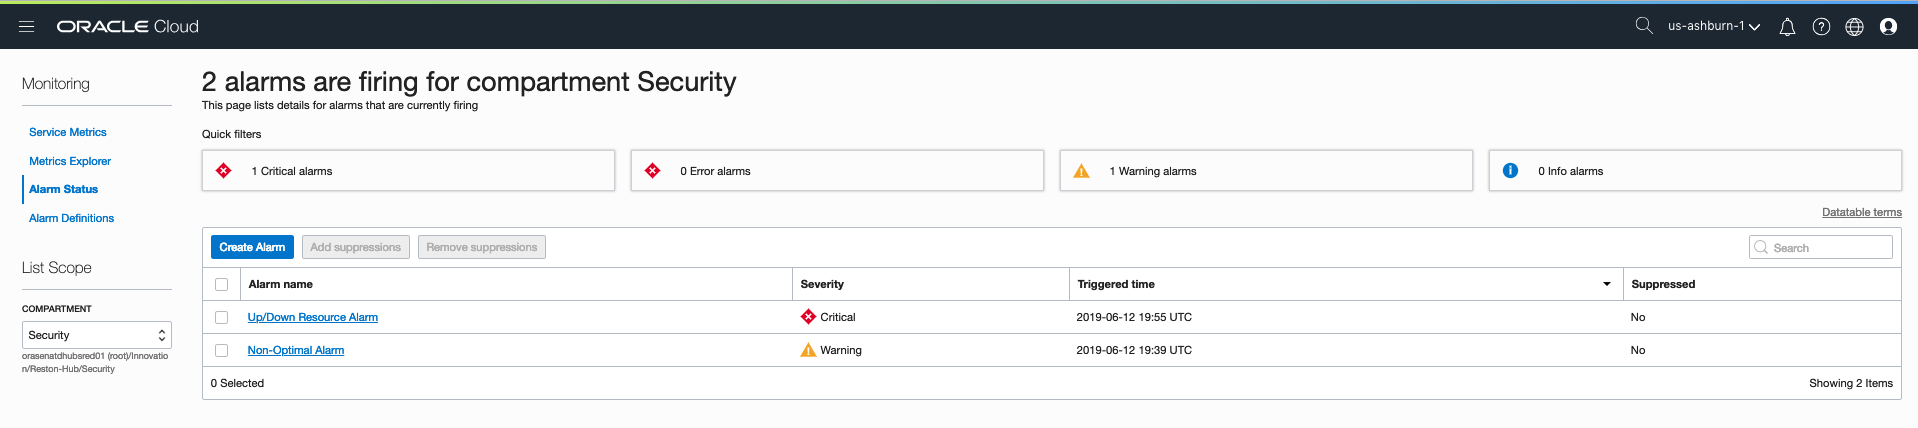 ORACLE Cloud
us-ashburn-1
Monitoring
Service Metrics
Metrics Explorer
Alarm Status
Alarm Definitions
List Scope
COMPARTMENT
Security
orasenatdhubsred01 (root)/Innovatio
n/Reston-Hub/Security
2 alarms are firing for compartment Security
This page lists details for alarms that are currently firing
Quick filters
1 Critical alarms
0 Error alarms
1 Warning alarms
0 Info alarms
Datatable terms
Create Alarm Add suppressions Remove suppressions Search
Alarm name Severity Triggered time Suppressed
Up/Down Resource Alarm Critical 2019-06-12 19:55 UTC No
Non-Optimal Alarm Warning 2019-06-12 19:39 UTC No
0 Selected Showing 2 Items